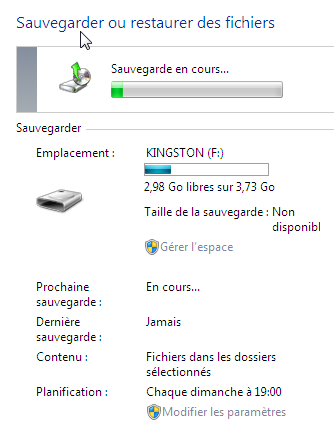 Sauvegarder ou restaurer des fichiers
Sauvegarde en cours...
Sauvegarder
Emplacement : KINGSTON (F:)
2,98 Go libres sur 3,73 Go
Taille de la sauvegarde : Non
disponibl
Gérer l'espace
Prochaine En cours...
sauvegarde :
Dernière Jamais
sauvegarde :
Contenu : Fichiers dans les dossiers
sélectionnés
Planification : Chaque dimanche à 19:00
Modifier les paramètres